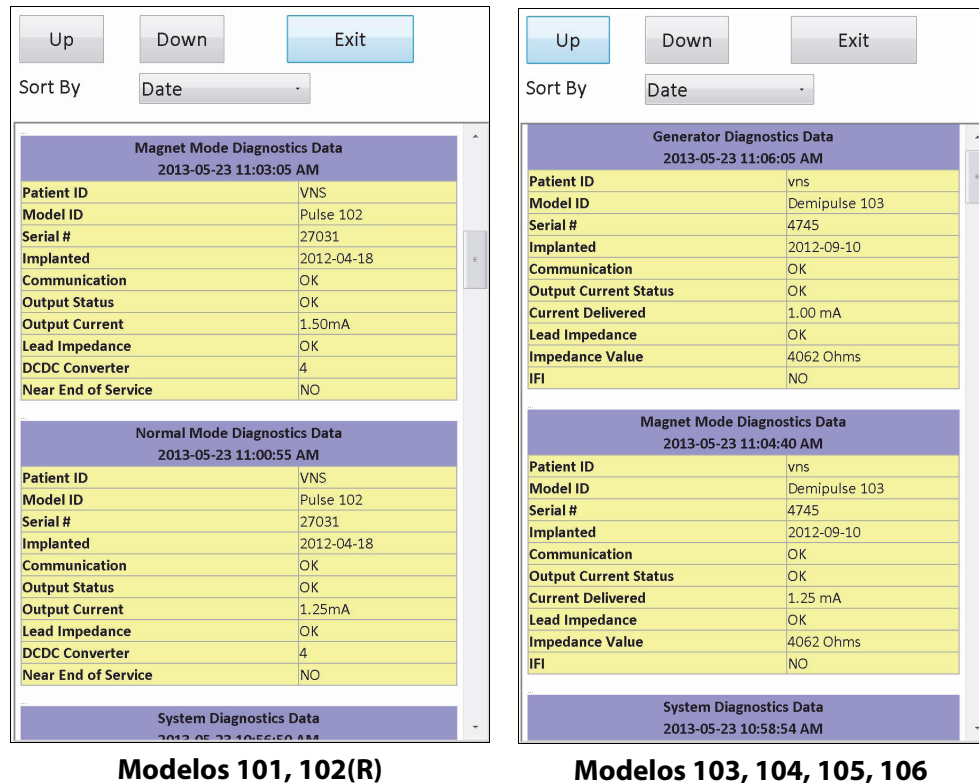 Up Down Exit
Sort By Date
Magnet Mode Diagnostics Data
2013-05-23 11:03:05 AM
Patient ID VNS
Model ID Pulse 102
Serial # 27031
Implanted 2012-04-18
Communication OK
Output Status OK
Output Current 1.50mA
Lead Impedance OK
DCDC Converter 4
Near End of Service NO
Normal Mode Diagnostics Data
2013-05-23 11:00:55 AM
Patient ID VNS
Model ID Pulse 102
Serial # 27031
Implanted 2012-04-18
Communication OK
Output Status OK
Output Current 1.25mA
Lead Impedance OK
DCDC Converter 4
Near End of Service NO
System Diagnostics Data
2013-05-23 10:56:50 AM
Modelos 101, 102(R)
Up Down Exit
Sort By Date
Generator Diagnostics Data
2013-05-23 11:06:05 AM
Patient ID vns
Model ID Demipulse 103
Serial # 4745
Implanted 2012-09-10
Communication OK
Output Current Status OK
Current Delivered 1.00 mA
Lead Impedance OK
Impedance Value 4062 Ohms
IFI NO
Magnet Mode Diagnostics Data
2013-05-23 11:04:40 AM
Patient ID vns
Model ID Demipulse 103
Serial # 4745
Implanted 2012-09-10
Communication OK
Output Current Status OK
Current Delivered 1.25 mA
Lead Impedance OK
Impedance Value 4062 Ohms
IFI NO
System Diagnostics Data
2013-05-23 10:58:54 AM
Modelos 103, 104, 105, 106